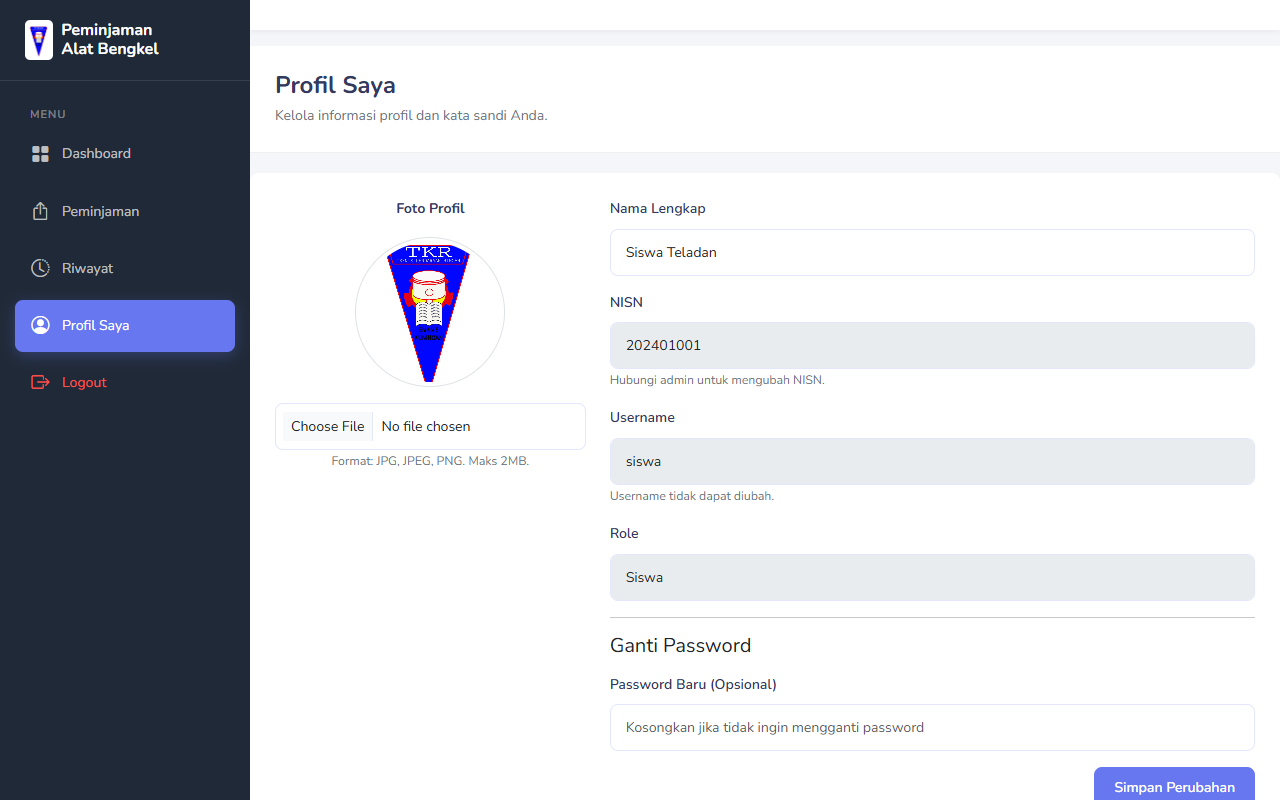 Peminjaman
Alat Bengkel
MENU
Dashboard
Peminjaman
Riwayat
Profil Saya
Logout
Profil Saya
Kelola informasi profil dan kata sandi Anda.
Foto Profil
TKR
Choose File No file chosen
Format: JPG, JPEG, PNG. Maks 2MB.
Nama Lengkap
Siswa Teladan
NISN
202401001
Hubungi admin untuk mengubah NISN.
Username
siswa
Username tidak dapat diubah.
Role
Siswa
Ganti Password
Password Baru (Opsional)
Kosongkan jika tidak ingin mengganti password
Simpan Perubahan